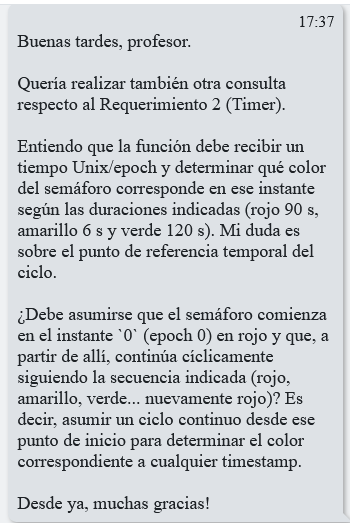 17:37
Buenas tardes, profesor.
Quería realizar también otra consulta
respecto al Requerimiento 2 (Timer).
Entiendo que la función debe recibir un
tiempo Unix/epoch y determinar qué color
del semáforo corresponde en ese instante
según las duraciones indicadas (rojo 90 s,
amarillo 6 s y verde 120 s). Mi duda es
sobre el punto de referencia temporal del
ciclo.
¿Debe asumirse que el semáforo comienza
en el instante `0` (epoch 0) en rojo y que, a
partir de allí, continúa cíclicamente
siguiendo la secuencia indicada (rojo,
amarillo, verde... nuevamente rojo)? Es
decir, asumir un ciclo continuo desde ese
punto de inicio para determinar el color
correspondiente a cualquier timestamp.
Desde ya, muchas gracias!